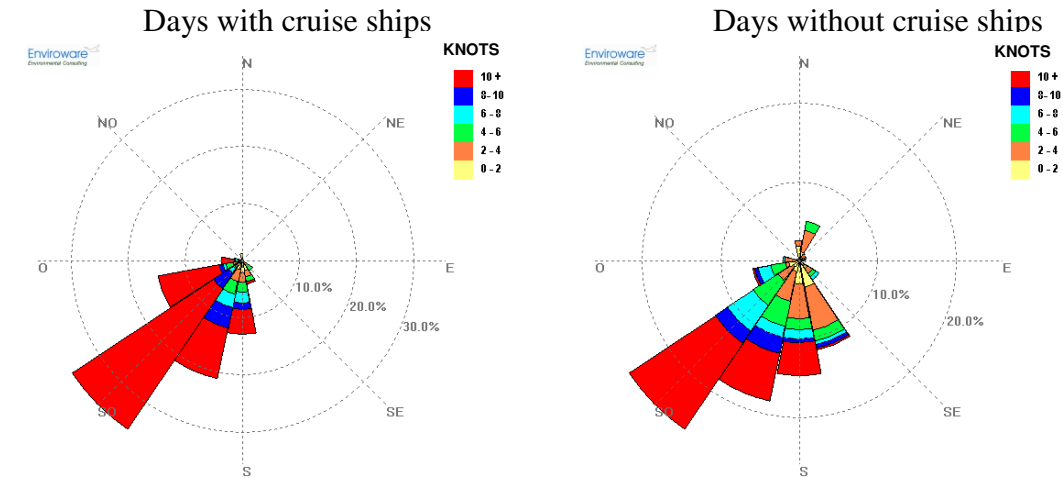 Days with cruise ships
Enviroware
Environmental Consulting
KNOTS
10 +
8-10
6 - 8
4 - 6
2 - 4
0 - 2
N
NO
NE
O
E
10.0%
20.0%
30.0%
SO
SE
S
Days without cruise ships
Enviroware
Environmental Consulting
KNOTS
10 +
8-10
6 - 8
4 - 6
2 - 4
0 - 2
N
NO
NE
O
E
10.0%
20.0%
SO
SE
S